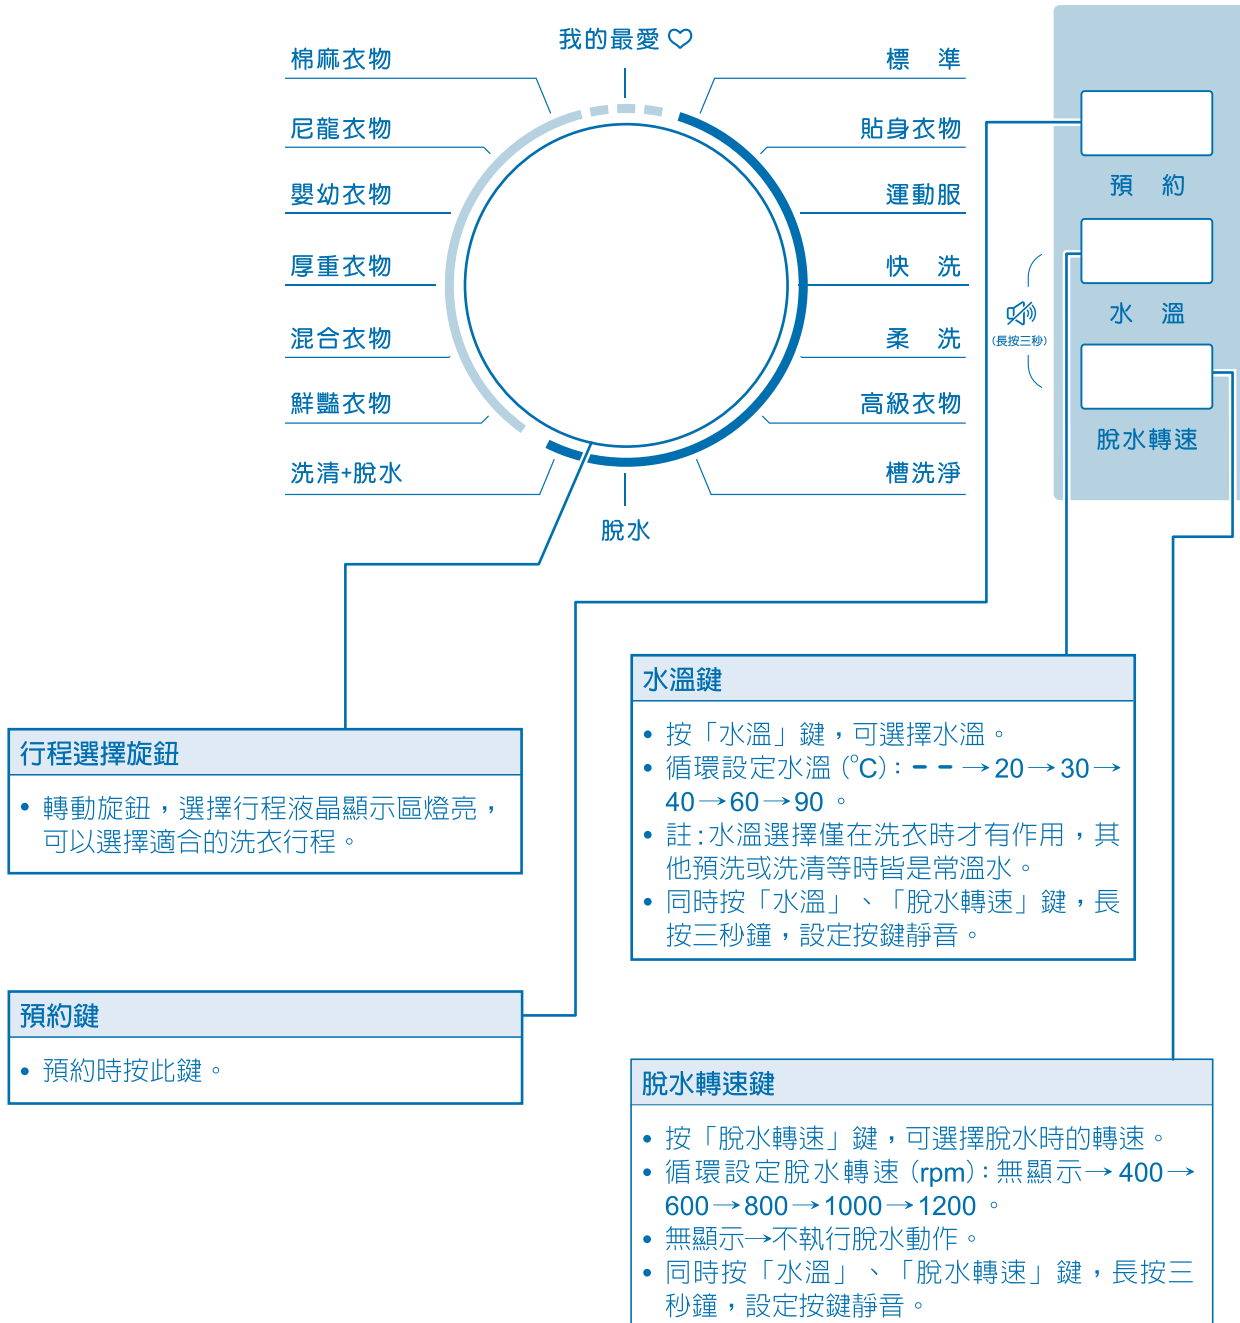 我的最愛
棉麻衣物
標 準
尼龍衣物
貼身衣物
嬰幼衣物
運動服
厚重衣物
快 洗
混合衣物
柔 洗
鮮豔衣物
高級衣物
洗清+脫水
槽洗淨
脫水
預 約
水 溫
(長按三秒)
脫水轉速
行程選擇旋鈕
• 轉動旋鈕，選擇行程液晶顯示區燈亮，
可以選擇適合的洗衣行程。
預約鍵
• 預約時按此鍵。
水溫鍵
• 按「水溫」鍵，可選擇水溫。
• 循環設定水溫(°C)：－－→20→30→
40→60→90。
• 註：水溫選擇僅在洗衣時才有作用，其
他預洗或洗清等時皆是常溫水。
• 同時按「水溫」、「脫水轉速」鍵，長
按三秒鐘，設定按鍵靜音。
脫水轉速鍵
• 按「脫水轉速」鍵，可選擇脫水時的轉速。
• 循環設定脫水轉速(rpm)：無顯示→400→
600→800→1000→1200。
• 無顯示→不執行脫水動作。
• 同時按「水溫」、「脫水轉速」鍵，長按三
秒鐘，設定按鍵靜音。